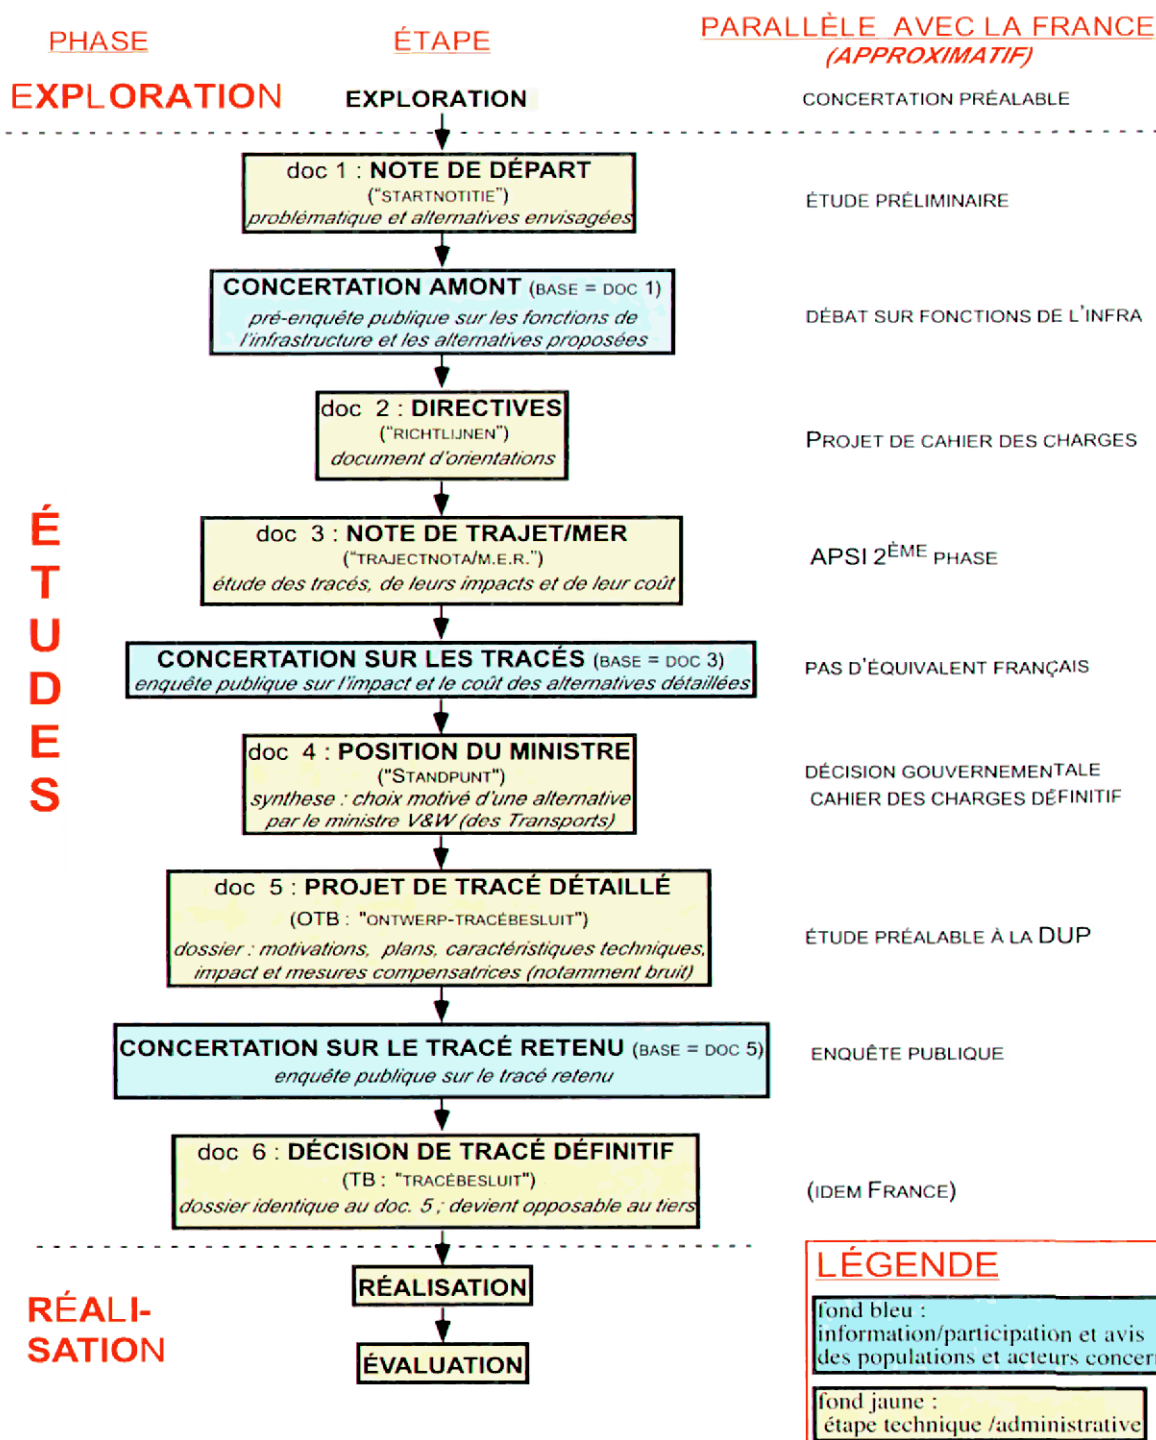 PHASE
ÉTAPE
PARALLÈLE AVEC LA FRANCE
(APPROXIMATIF)
EXPLORATION
EXPLORATION
CONCERTATION PRÉALABLE
doc 1 : NOTE DE DÉPART
("STARTNOTITIE")
problématique et alternatives envisagées
ÉTUDE PRÉLIMINAIRE
CONCERTATION AMONT (BASE = DOC 1)
pré-enquête publique sur les fonctions de
l'infrastructure et les alternatives proposées
DÉBAT SUR FONCTIONS DE L'INFRA
doc 2 : DIRECTIVES
("RICHTLIJNEN")
document d'orientations
PROJET DE CAHIER DES CHARGES
ÉTUDES
doc 3 : NOTE DE TRAJET/MER
("TRAJECTNOTA/M.E.R.")
étude des tracés, de leurs impacts et de leur coût
APSI 2ÈME PHASE
CONCERTATION SUR LES TRACÉS (BASE = DOC 3)
enquête publique sur l'impact et le coût des alternatives détaillées
PAS D'ÉQUIVALENT FRANÇAIS
doc 4 : POSITION DU MINISTRE
("STANDPUNT")
synthese : choix motivé d'une alternative
par le ministre V&W (des Transports)
DÉCISION GOUVERNEMENTALE
CAHIER DES CHARGES DÉFINITIF
doc 5 : PROJET DE TRACÉ DÉTAILLÉ
(OTB : "ONTWERP-TRACÉBESLUIT")
dossier : motivations, plans, caractéristiques techniques,
impact et mesures compensatrices (notamment bruit)
ÉTUDE PRÉALABLE À LA DUP
CONCERTATION SUR LE TRACÉ RETENU (BASE = DOC 5)
enquête publique sur le tracé retenu
ENQUÊTE PUBLIQUE
doc 6 : DÉCISION DE TRACÉ DÉFINITIF
(TB : "TRACÉBESLUIT")
dossier identique au doc. 5 ; devient opposable au tiers
(IDEM FRANCE)
RÉALI-
SATION
RÉALISATION
ÉVALUATION
LÉGENDE
fond bleu :
information/participation et avis
des populations et acteurs
fond jaune :
étape technique /administrative